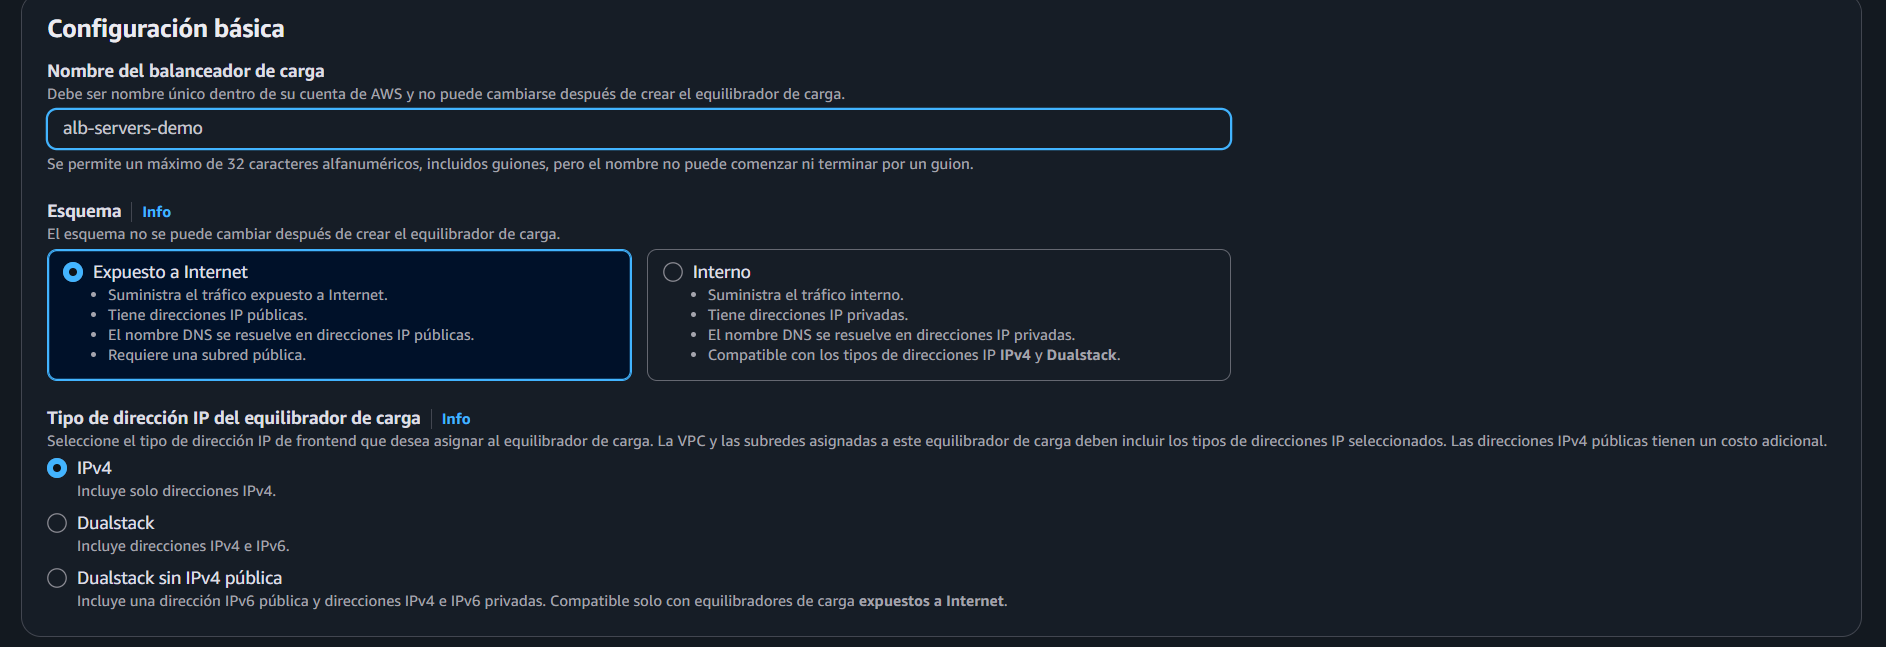 Configuración básica
Nombre del balanceador de carga
Debe ser nombre único dentro de su cuenta de AWS y no puede cambiarse después de crear el equilibrador de carga.
alb-servers-demo
Se permite un máximo de 32 caracteres alfanuméricos, incluidos guiones, pero el nombre no puede comenzar ni terminar por un guion.
Esquema | Info
El esquema no se puede cambiar después de crear el equilibrador de carga.
Expuesto a Internet
• Suministra el tráfico expuesto a Internet.
• Tiene direcciones IP públicas.
• El nombre DNS se resuelve en direcciones IP públicas.
• Requiere una subred pública.
Interno
• Suministra el tráfico interno.
• Tiene direcciones IP privadas.
• El nombre DNS se resuelve en direcciones IP privadas.
• Compatible con los tipos de direcciones IP IPv4 y Dualstack.
Tipo de dirección IP del equilibrador de carga | Info
Seleccione el tipo de dirección IP de frontend que desea asignar al equilibrador de carga. La VPC y las subredes asignadas a este equilibrador de carga deben incluir los tipos de direcciones IP seleccionados. Las direcciones IPv4 públicas tienen un costo adicional.
IPv4
Incluye solo direcciones IPv4.
Dualstack
Incluye direcciones IPv4 e IPv6.
Dualstack sin IPv4 pública
Incluye una dirección IPv6 pública y direcciones IPv4 e IPv6 privadas. Compatible solo con equilibradores de carga expuestos a Internet.